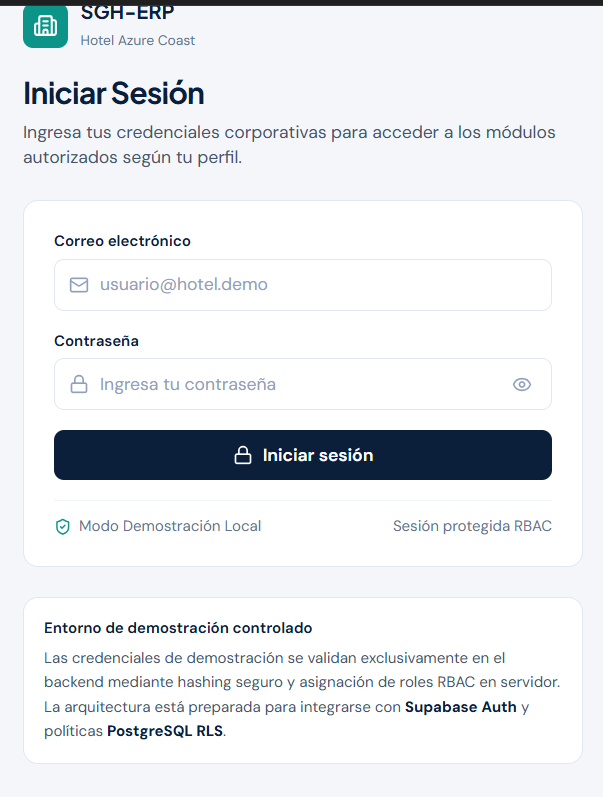 SGH-ERP
Hotel Azure Coast
Iniciar Sesión
Ingresa tus credenciales corporativas para acceder a los módulos
autorizados según tu perfil.
Correo electrónico
usuario@hotel.demo
Contraseña
Ingresa tu contraseña
Iniciar sesión
Modo Demostración Local
Sesión protegida RBAC
Entorno de demostración controlado
Las credenciales de demostración se validan exclusivamente en el
backend mediante hashing seguro y asignación de roles RBAC en servidor.
La arquitectura está preparada para integrarse con Supabase Auth y
políticas PostgreSQL RLS.